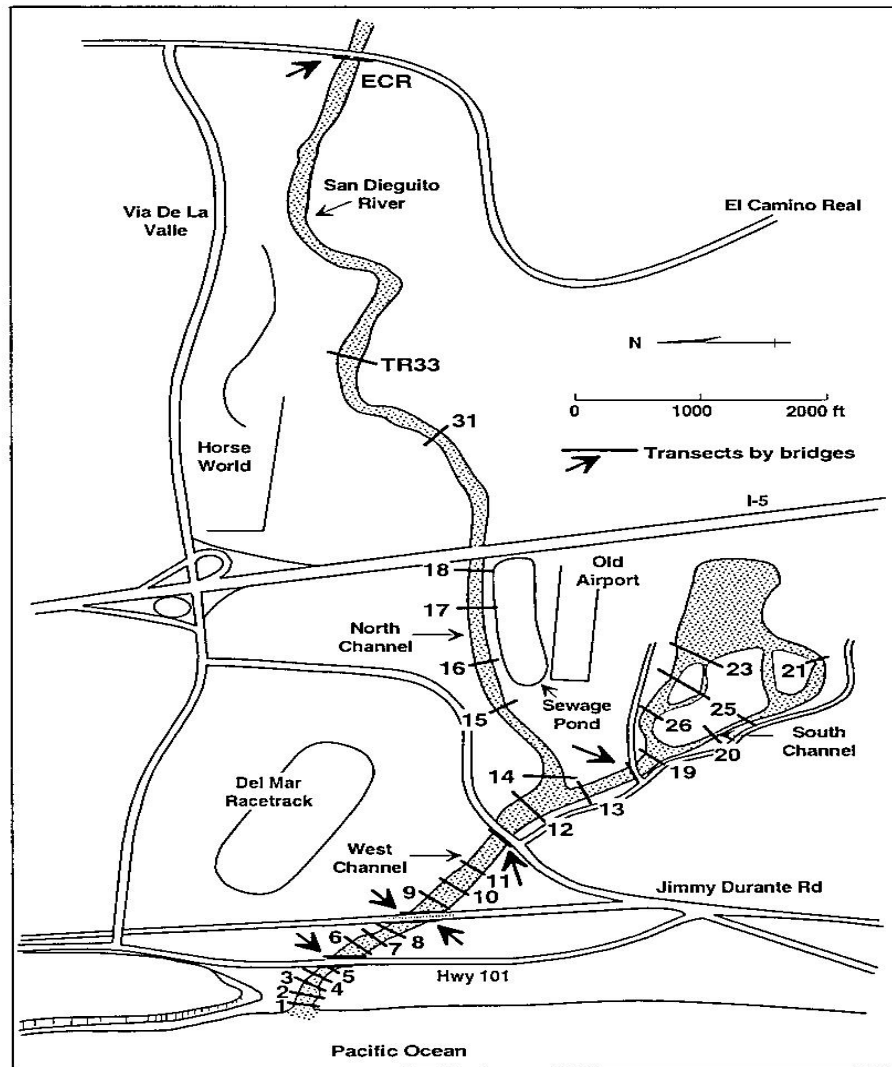 ECR
San Dieguito
River
Via De La
Valle
El Camino Real
N
TR33
0 1000 2000 ft
31
Transects by bridges
Horse
World
I-5
18
Old
Airport
17
North
Channel
16
23
21
Sewage
Pond
15
25
26
South
Channel
20
19
14
13
12
Del Mar
Racetrack
West
Channel
11
9
10
Jimmy Durante Rd
6
8
7
5
3
Hwy 101
4
2
1
Pacific Ocean